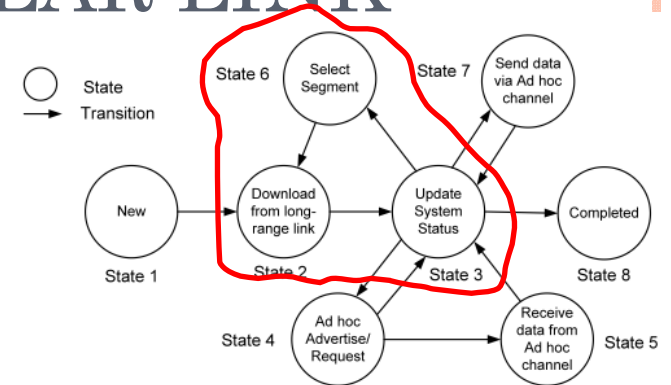 LINK
State
Transition
State 6
Select
Segment
State 7
Send data
via Ad hoc
channel
New
State 1
Download
from long-
range link
State 2
Update
System
Status
State 3
Completed
State 8
State 4
Ad hoc
Advertise/
Request
Receive
data from
Ad hoc
channel
State 5